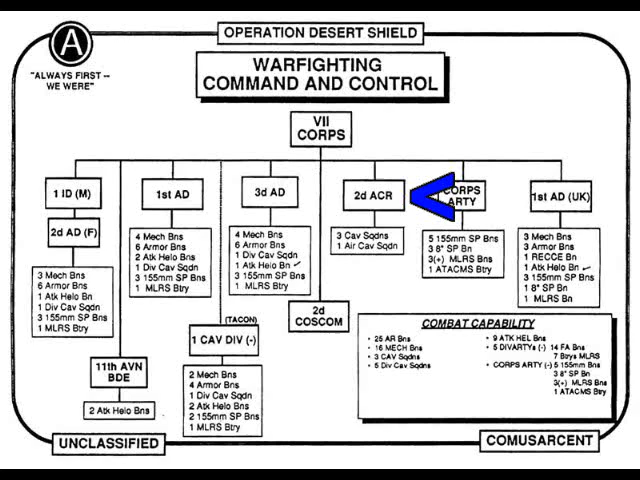 OPERATION DESERT SHIELD
A
"ALWAYS FIRST --
WE WERE"
WARFIGHTING
COMMAND AND CONTROL
VII
CORPS
1 ID (M)
2d AD (F)
3 Mech Bns
6 Armor Bns
1 Atk Helo Bn
1 Div Cav Sqdn
3 155mm SP Bns
1 MLRS Btry
11th AVN
BDE
2 Atk Helo Bns
1st AD
4 Mech Bns
6 Armor Bns
2 Atk Helo Bns
1 Div Cav Sqdn
3 155mm SP Bns
1 MLRS Btry
(TACON)
1 CAV DIV (-)
2 Mech Bns
4 Armor Bns
1 Div Cav Sqdn
2 Atk Helo Bns
2 155mm SP Bns
1 MLRS Btry
3d AD
4 Mech Bns
6 Armor Bns
1 Div Cav Sqdn
1 Atk Helo Bn ✓
3 155mm SP Bns
1 MLRS Btry
2d
COSCOM
2d ACR
3 Cav Sqdns
1 Air Cav Sqdn
CORPS
ARTY
5 155mm SP Bns
3 8" SP Bn
3(+) MLRS Bns
1 ATACMS Btry
1st AD (UK)
3 Mech Bns
3 Armor Bns
1 RECCE Bn
1 Atk Helo Bn ✓
3 155mm SP Bns
1 8" SP Bn
1 MLRS Bn
COMBAT CAPABILITY
• 25 AR Bns
• 16 MECH Bns
• 3 CAV Sqdns
• 5 Div Cav Sqdns
• 9 ATK HEL Bns
• 5 DIVARTYs (-) 14 FA Bns
7 Btrys MLRS
• CORPS ARTY (-) 5 155mm Bns
3 8" SP Bn
3(+) MLRS Bns
1 ATACMS Btry
UNCLASSIFIED
COMUSARCENT